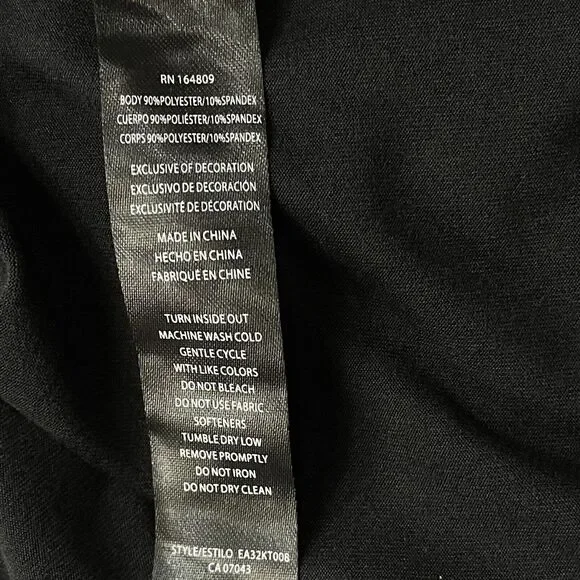 RN 164809
BODY 90%POLYESTER/10%SPANDEX
CUERPO 90%POLIÉSTER/10%SPANDEX
CORPS 90%POLYESTER/10%SPANDEX
EXCLUSIVE OF DECORATION
EXCLUSIVO DE DECORACIÓN
EXCLUSIVITÉ DE DÉCORATION
MADE IN CHINA
HECHO EN CHINA
FABRIQUÉ EN CHINE
TURN INSIDE OUT
MACHINE WASH COLD
GENTLE CYCLE
WITH LIKE COLORS
DO NOT BLEACH
DO NOT USE FABRIC
SOFTENERS
TUMBLE DRY LOW
REMOVE PROMPTLY
DO NOT IRON
DO NOT DRY CLEAN
STYLE/ESTILO EA32KT008
CA 07043